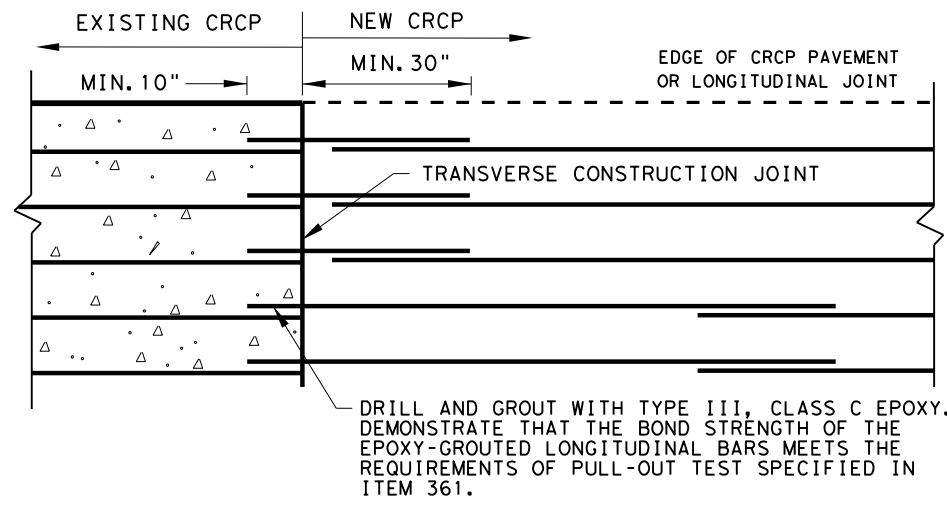 EXISTING CRCP
NEW CRCP
MIN. 10"
MIN. 30"
EDGE OF CRCP PAVEMENT
OR LONGITUDINAL JOINT
TRANSVERSE CONSTRUCTION JOINT
DRILL AND GROUT WITH TYPE III, CLASS C EPOXY.
DEMONSTRATE THAT THE BOND STRENGTH OF THE
EPOXY-GROUTED LONGITUDINAL BARS MEETS THE
REQUIREMENTS OF PULL-OUT TEST SPECIFIED IN
ITEM 361.